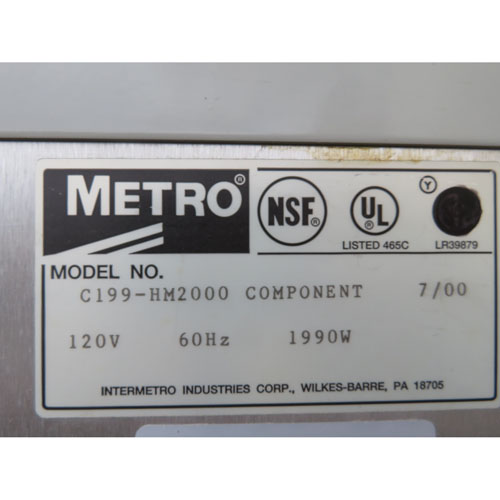 METRO®
NSF®
UL®
LISTED 465C
Y
LR39879
MODEL NO.
C199-HM2000 COMPONENT 7/00
120V 60Hz 1990W
INTERMETRO INDUSTRIES CORP., WILKES-BARRE, PA 18705